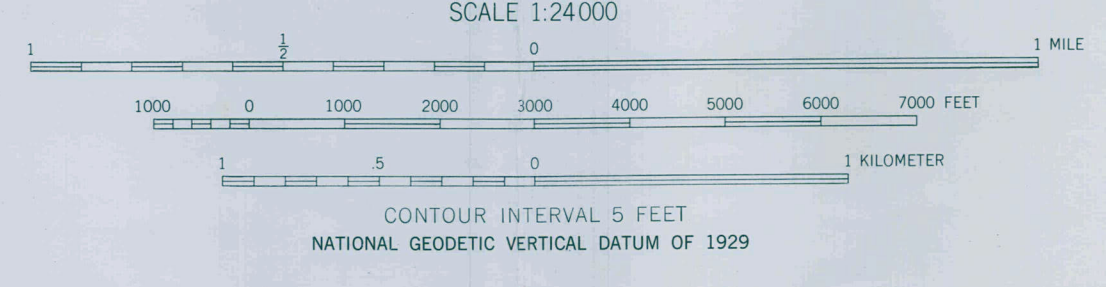 SCALE 1:24000
1 1/2 0 1 MILE
1000 0 1000 2000 3000 4000 5000 6000 7000 FEET
1 .5 0 1 KILOMETER
CONTOUR INTERVAL 5 FEET
NATIONAL GEODETIC VERTICAL DATUM OF 1929